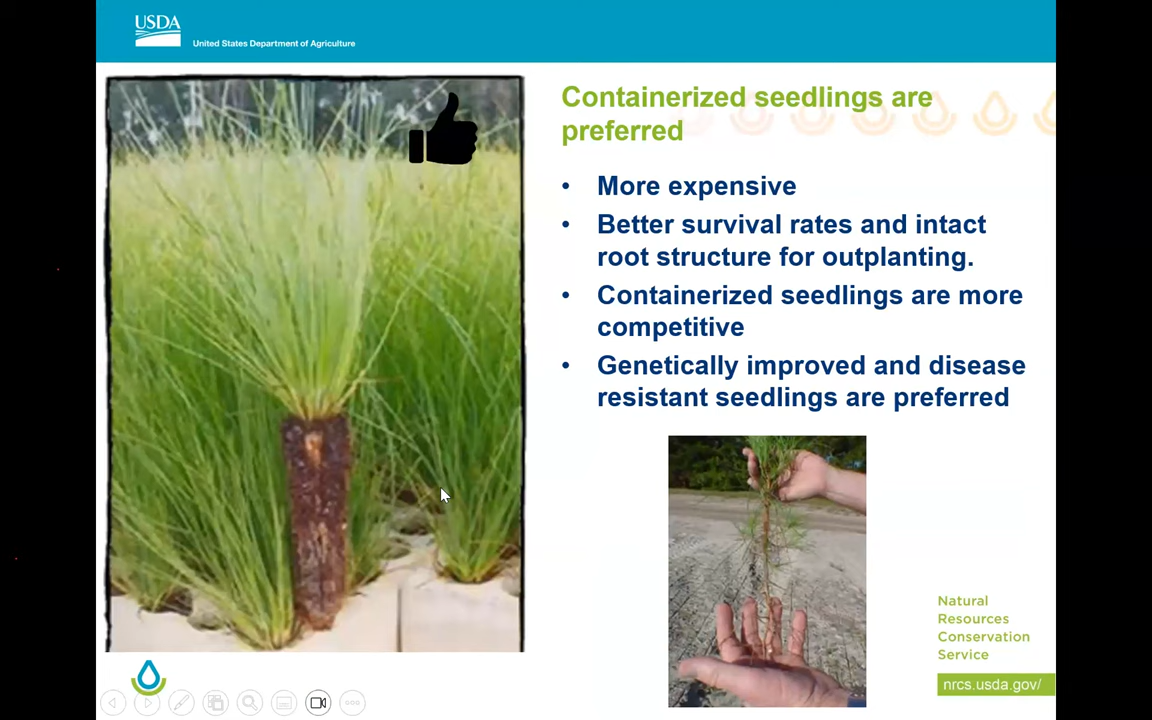 USDA
United States Department of Agriculture
Containerized seedlings are
preferred
• More expensive
• Better survival rates and intact
root structure for outplanting.
• Containerized seedlings are more
competitive
• Genetically improved and disease
resistant seedlings are preferred
Natural
Resources
Conservation
Service
nrcs.usda.gov/